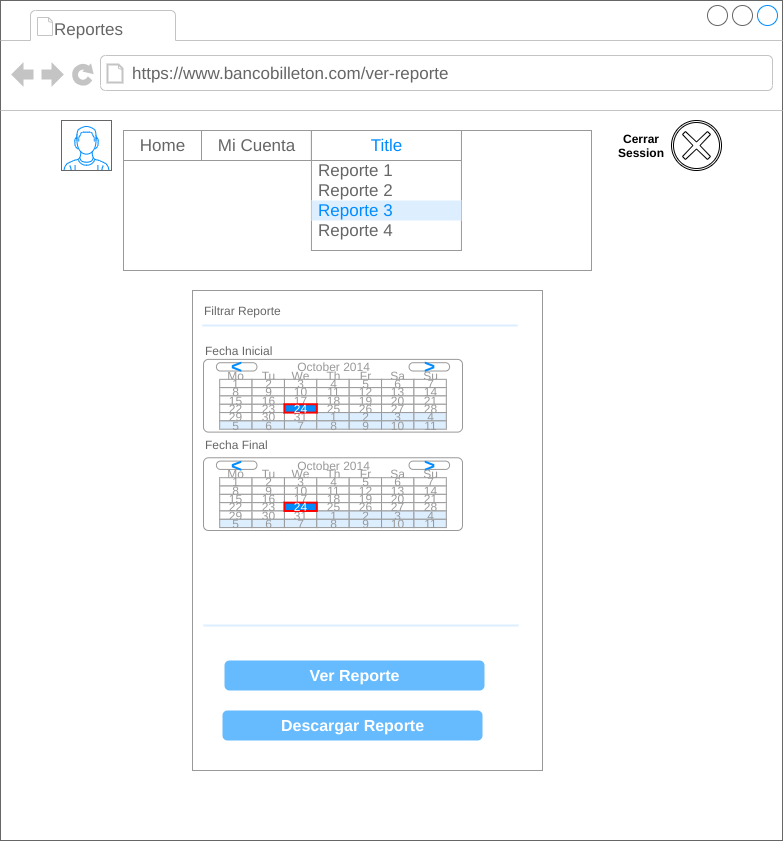 Reportes
https://www.bancobilleton.com/ver-reporte
Home Mi Cuenta Title
Cerrar
Session
Reporte 1
Reporte 2
Reporte 3
Reporte 4
Filtrar Reporte
Fecha Inicial
< October 2014 >
Mo Tu We Th Fr Sa Su
1 2 3 4 5 6 7
8 9 10 11 12 13 14
15 16 17 18 19 20 21
22 23 24 25 26 27 28
29 30 31 1 2 3 4
5 6 7 8 9 10 11
Fecha Final
< October 2014 >
Mo Tu We Th Fr Sa Su
1 2 3 4 5 6 7
8 9 10 11 12 13 14
15 16 17 18 19 20 21
22 23 24 25 26 27 28
29 30 31 1 2 3 4
5 6 7 8 9 10 11
Ver Reporte
Descargar Reporte